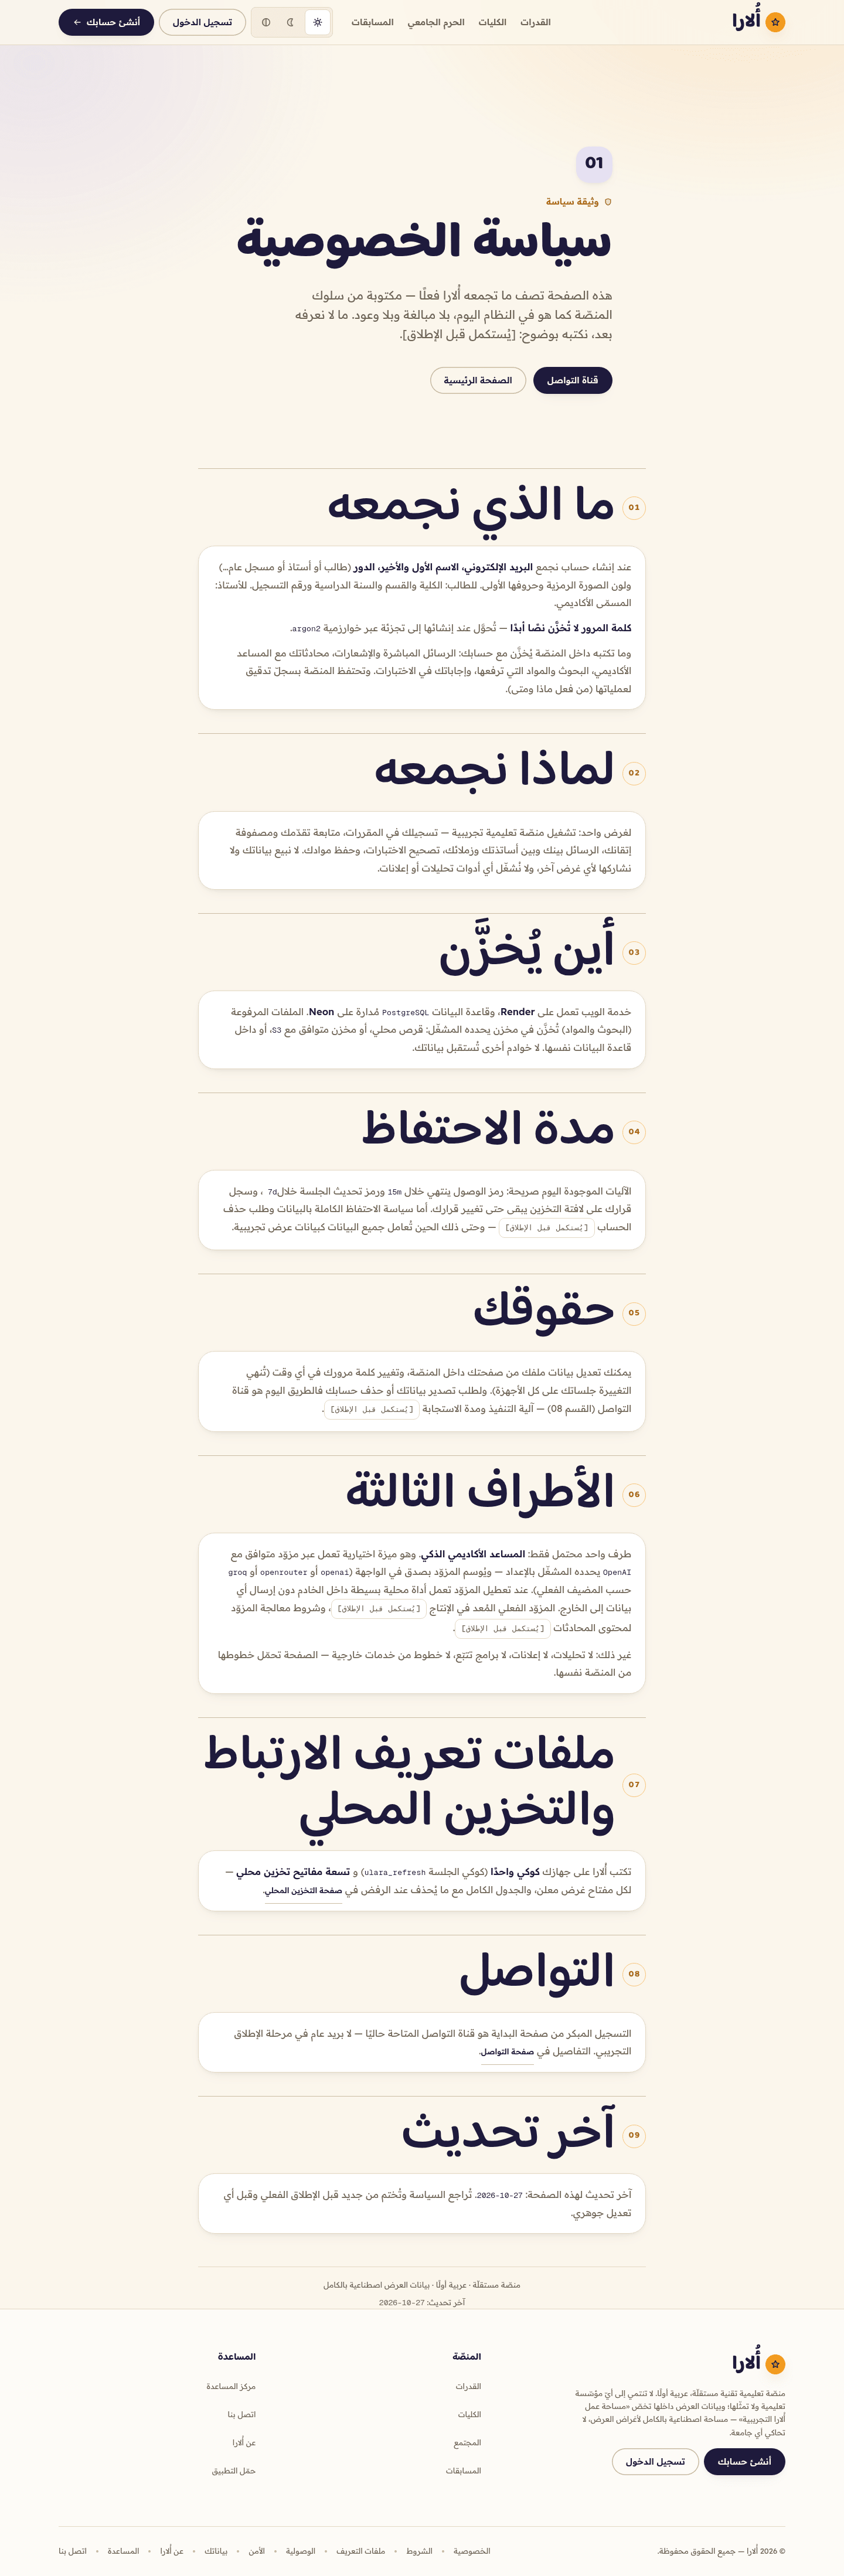 أُلارا
القدرات
الكليات
الحرم الجامعي
المسابقات
تسجيل الدخول
أنشئ حسابك
01
وثيقة سياسة
سياسة الخصوصية
هذه الصفحة تصف ما تجمعه أُلارا فعلًا — مكتوبة من سلوك
المنصّة كما هو في النظام اليوم، بلا مبالغة وبلا وعود. ما لا نعرفه
بعد، نكتبه بوضوح: [يُستكمل قبل الإطلاق].
قناة التواصل
الصفحة الرئيسية
01
ما الذي نجمعه
عند إنشاء حساب نجمع البريد الإلكتروني، الاسم الأول والأخير، الدور (طالب أو أستاذ أو مسجل عام…)
ولون الصورة الرمزية وحروفها الأولى. للطالب: الكلية والقسم والسنة الدراسية ورقم التسجيل. للأستاذ:
المسمّى الأكاديمي.
كلمة المرور لا تُخزَّن نصًا أبدًا — تُحوَّل عند إنشائها إلى تجزئة عبر خوارزمية argon2.
وما تكتبه داخل المنصّة يُخزَّن مع حسابك: الرسائل المباشرة والإشعارات، محادثاتك مع المساعد
الأكاديمي، البحوث والمواد التي ترفعها، وإجاباتك في الاختبارات. وتحتفظ المنصّة بسجلّ تدقيق
لعملياتها (من فعل ماذا ومتى).
02
لماذا نجمعه
لغرض واحد: تشغيل منصّة تعليمية تجريبية — تسجيلك في المقررات، متابعة تقدّمك ومصفوفة
إتقانك، الرسائل بينك وبين أساتذتك وزملائك، تصحيح الاختبارات، وحفظ موادك. لا نبيع بياناتك ولا
نشاركها لأي غرض آخر، ولا نُشغّل أي أدوات تحليلات أو إعلانات.
03
أين يُخزَّن
خدمة الويب تعمل على Render، وقاعدة البيانات PostgreSQL مُدارة على Neon. الملفات المرفوعة
(البحوث والمواد) تُخزَّن في مخزن يحدده المشغّل: قرص محلي، أو مخزن متوافق مع S3، أو داخل
قاعدة البيانات نفسها. لا خوادم أخرى تُستقبل بياناتك.
04
مدة الاحتفاظ
الآليات الموجودة اليوم صريحة: رمز الوصول ينتهي خلال 15m ورمز تحديث الجلسة خلال 7d ، وسجل
قرارك على لافتة التخزين يبقى حتى تغيير قرارك. أما سياسة الاحتفاظ الكاملة بالبيانات وطلب حذف
الحساب [يُستكمل قبل الإطلاق] — وحتى ذلك الحين تُعامل جميع البيانات كبيانات عرض تجريبية.
05
حقوقك
يمكنك تعديل بيانات ملفك من صفحتك داخل المنصّة، وتغيير كلمة مرورك في أي وقت (تُنهي
التغييرة جلساتك على كل الأجهزة). ولطلب تصدير بياناتك أو حذف حسابك فالطريق اليوم هو قناة
التواصل (القسم 08) — آلية التنفيذ ومدة الاستجابة [يُستكمل قبل الإطلاق].
06
الأطراف الثالثة
طرف واحد محتمل فقط: المساعد الأكاديمي الذكي. وهو ميزة اختيارية تعمل عبر مزوّد متوافق مع
OpenAI يحدده المشغّل بالإعداد — ويُوسم المزوّد بصدق في الواجهة (openai أو openrouter أو groq
حسب المضيف الفعلي). عند تعطيل المزوّد تعمل أداة محلية بسيطة داخل الخادم دون إرسال أي
بيانات إلى الخارج. المزوّد الفعلي المُعد في الإنتاج [يُستكمل قبل الإطلاق]، وشروط معالجة المزوّد
لمحتوى المحادثات [يُستكمل قبل الإطلاق].
غير ذلك: لا تحليلات، لا إعلانات، لا برامج تتبّع، لا خطوط من خدمات خارجية — الصفحة تحمّل خطوطها
من المنصّة نفسها.
07
ملفات تعريف الارتباط
والتخزين المحلي
تكتب أُلارا على جهازك كوكي واحدًا (كوكي الجلسة ulara_refresh) و تسعة مفاتيح تخزين محلي —
لكل مفتاح غرض معلن، والجدول الكامل مع ما يُحذف عند الرفض في صفحة التخزين المحلي.
08
التواصل
التسجيل المبكر من صفحة البداية هو قناة التواصل المتاحة حاليًا — لا بريد عام في مرحلة الإطلاق
التجريبي. التفاصيل في صفحة التواصل.
09
آخر تحديث
آخر تحديث لهذه الصفحة: 27-10-2026. تُراجع السياسة وتُختم من جديد قبل الإطلاق الفعلي وقبل أي
تعديل جوهري.
منصّة مستقلّة · عربية أولًا · بيانات العرض اصطناعية بالكامل
آخر تحديث: 27-10-2026
أُلارا
منصّة تعليمية تقنية مستقلّة، عربية أولًا. لا تنتمي إلى أيّ مؤسّسة
تعليمية ولا تمثّلها؛ وبيانات العرض داخلها تخصّ «مساحة عمل
أُلارا التجريبية» — مساحة اصطناعية بالكامل لأغراض العرض، لا
تحاكي أي جامعة.
أنشئ حسابك
تسجيل الدخول
المنصّة
القدرات
الكليات
المجتمع
المسابقات
المساعدة
مركز المساعدة
اتصل بنا
عن أُلارا
حمّل التطبيق
© 2026 أُلارا — جميع الحقوق محفوظة.
الخصوصية • الشروط • ملفات التعريف • الوصولية • الأمن • بياناتك • عن أُلارا • المساعدة • اتصل بنا